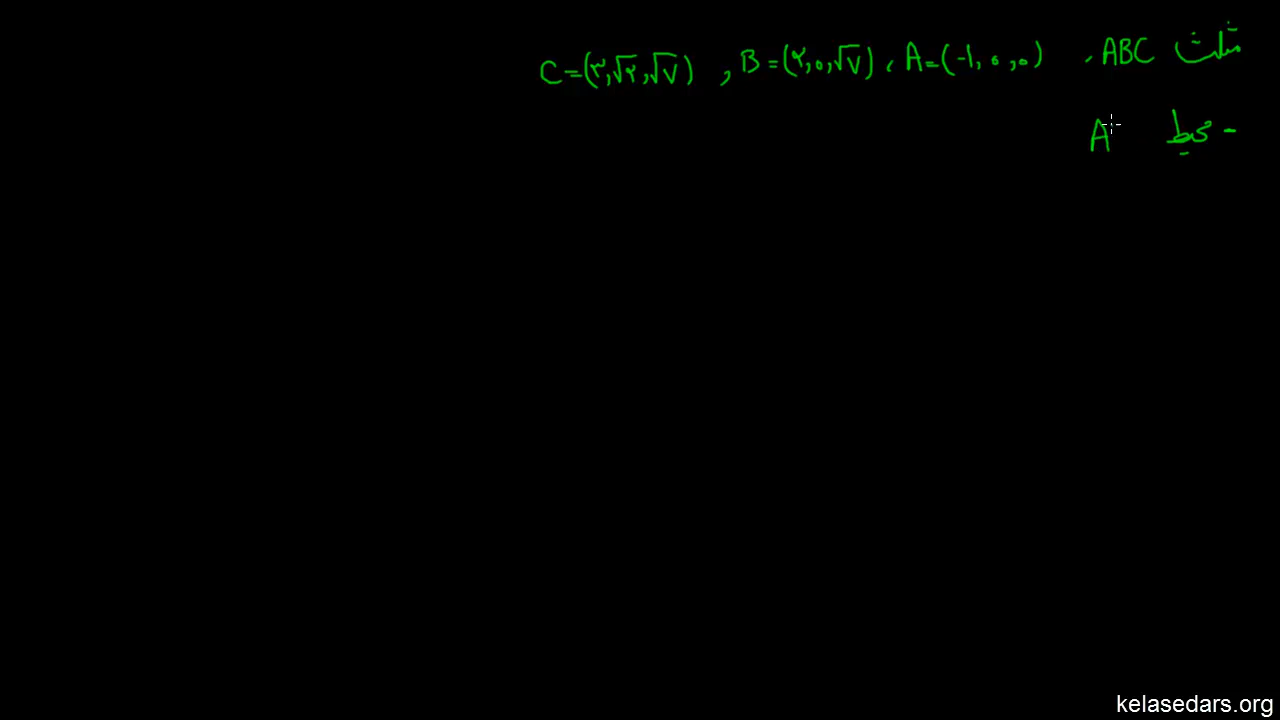 مثلث ABC ، A=(-۱,۰,۰) ، B=(۲,۰,√۷) , C=(۳,√۲,√۷)
- محیط A
kelasedars.org